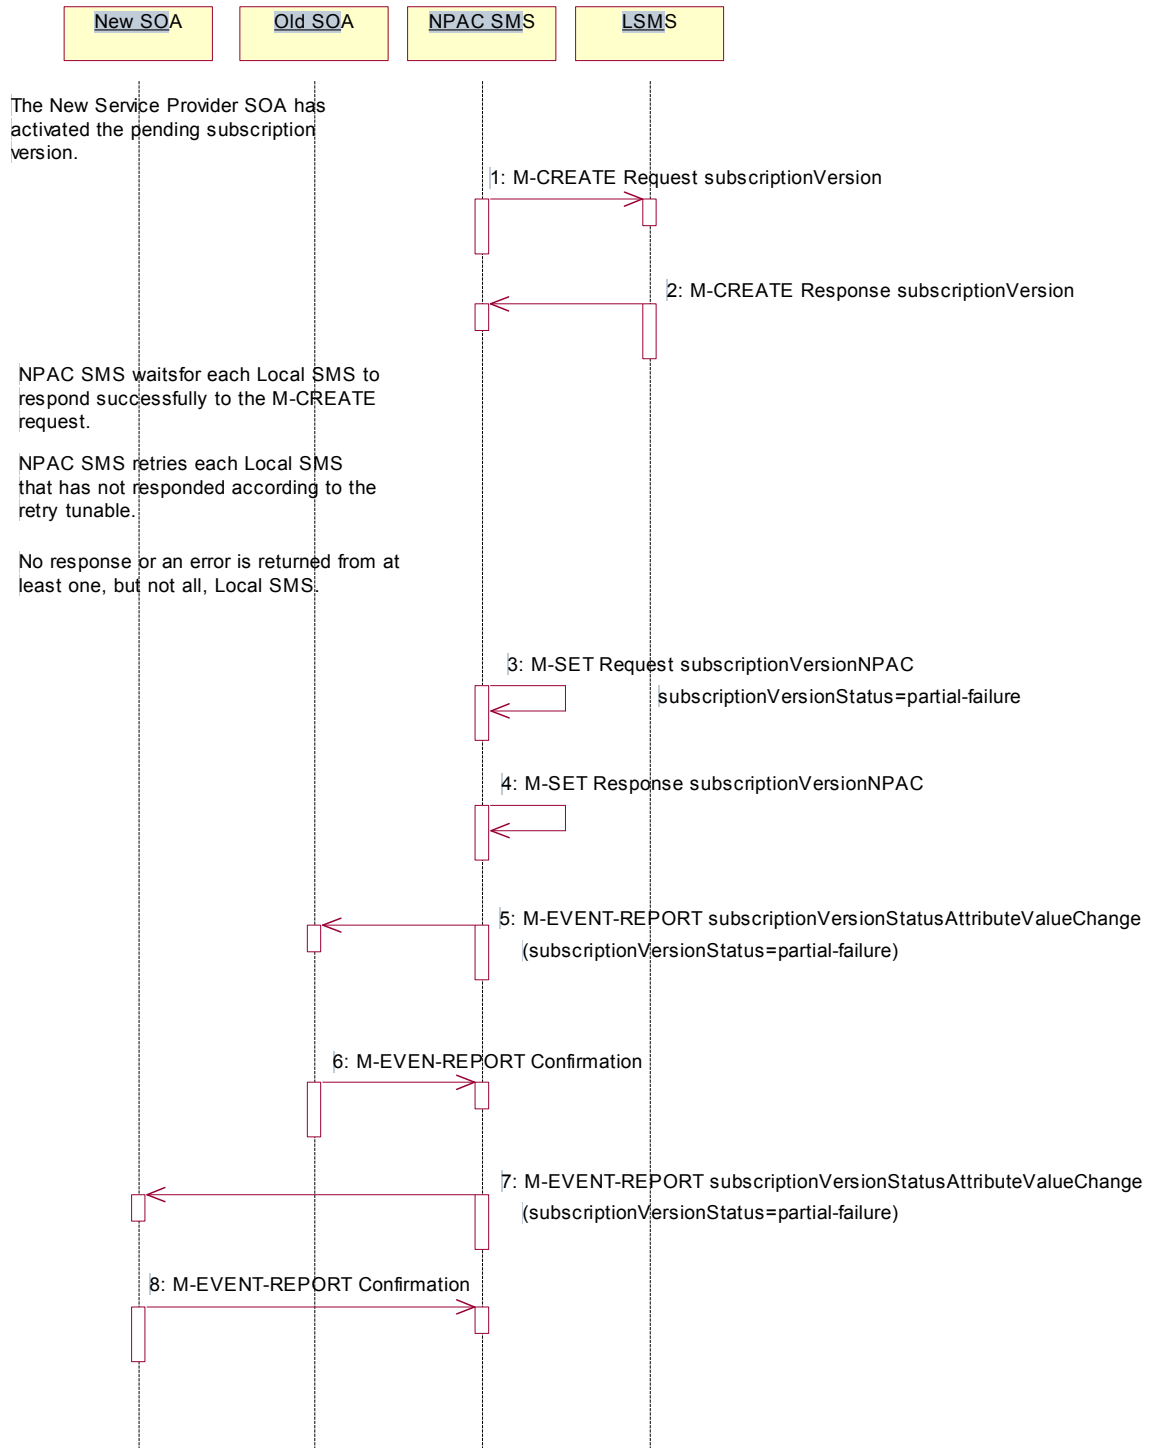 New SOA
Old SOA
NPAC SMS
LSMS
The New Service Provider SOA has
activated the pending subscription
version.
1: M-CREATE Request subscriptionVersion
2: M-CREATE Response subscriptionVersion
NPAC SMS waitsfor each Local SMS to
respond successfully to the M-CREATE
request.
NPAC SMS retries each Local SMS
that has not responded according to the
retry tunable.
No response or an error is returned from at
least one, but not all, Local SMS.
3: M-SET Request subscriptionVersionNPAC
subscriptionVersionStatus=partial-failure
4: M-SET Response subscriptionVersionNPAC
5: M-EVENT-REPORT subscriptionVersionStatusAttributeValueChange
(subscriptionVersionStatus=partial-failure)
6: M-EVEN-REPORT Confirmation
7: M-EVENT-REPORT subscriptionVersionStatusAttributeValueChange
(subscriptionVersionStatus=partial-failure)
8: M-EVENT-REPORT Confirmation